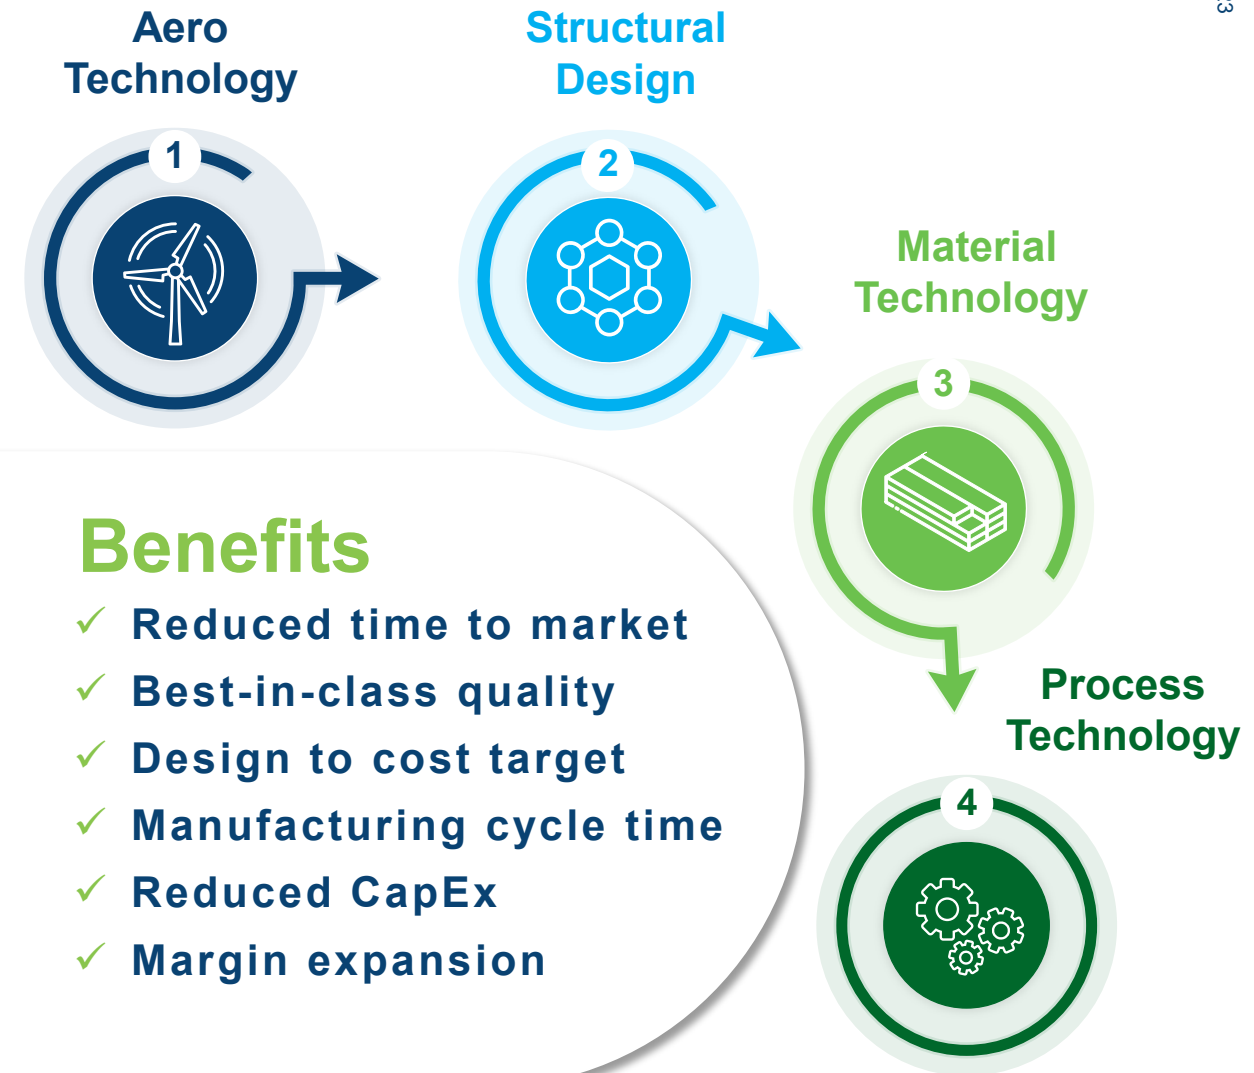 Aero
Technology
1
Structural
Design
2
Material
Technology
3
Process
Technology
4
Benefits
✓ Reduced time to market
✓ Best-in-class quality
✓ Design to cost target
✓ Manufacturing cycle time
✓ Reduced CapEx
✓ Margin expansion